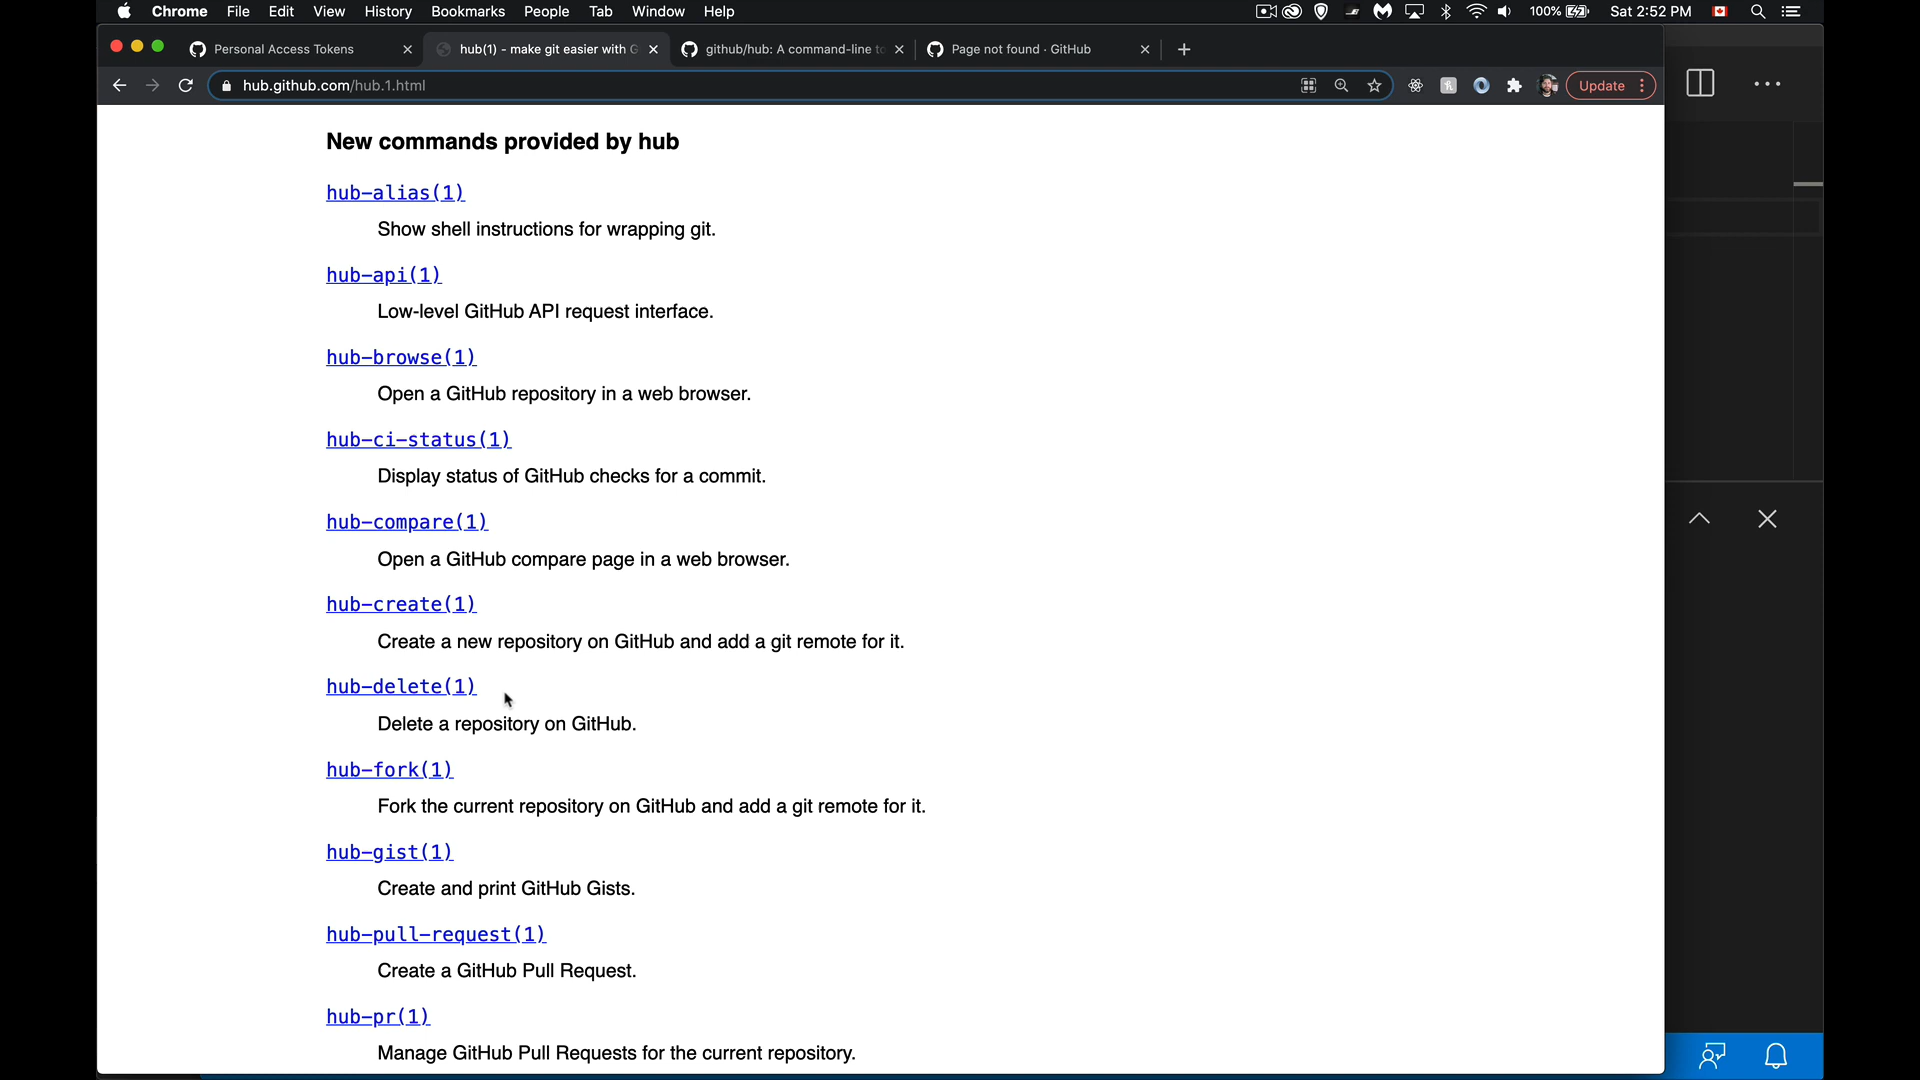 Chrome File Edit View History Bookmarks People Tab Window Help 100% Sat 2:52 PM
Personal Access Tokens hub(1) - make git easier with G github/hub: A command-line to Page not found · GitHub
hub.github.com/hub.1.html Update
New commands provided by hub
hub-alias(1)
Show shell instructions for wrapping git.
hub-api(1)
Low-level GitHub API request interface.
hub-browse(1)
Open a GitHub repository in a web browser.
hub-ci-status(1)
Display status of GitHub checks for a commit.
hub-compare(1)
Open a GitHub compare page in a web browser.
hub-create(1)
Create a new repository on GitHub and add a git remote for it.
hub-delete(1)
Delete a repository on GitHub.
hub-fork(1)
Fork the current repository on GitHub and add a git remote for it.
hub-gist(1)
Create and print GitHub Gists.
hub-pull-request(1)
Create a GitHub Pull Request.
hub-pr(1)
Manage GitHub Pull Requests for the current repository.